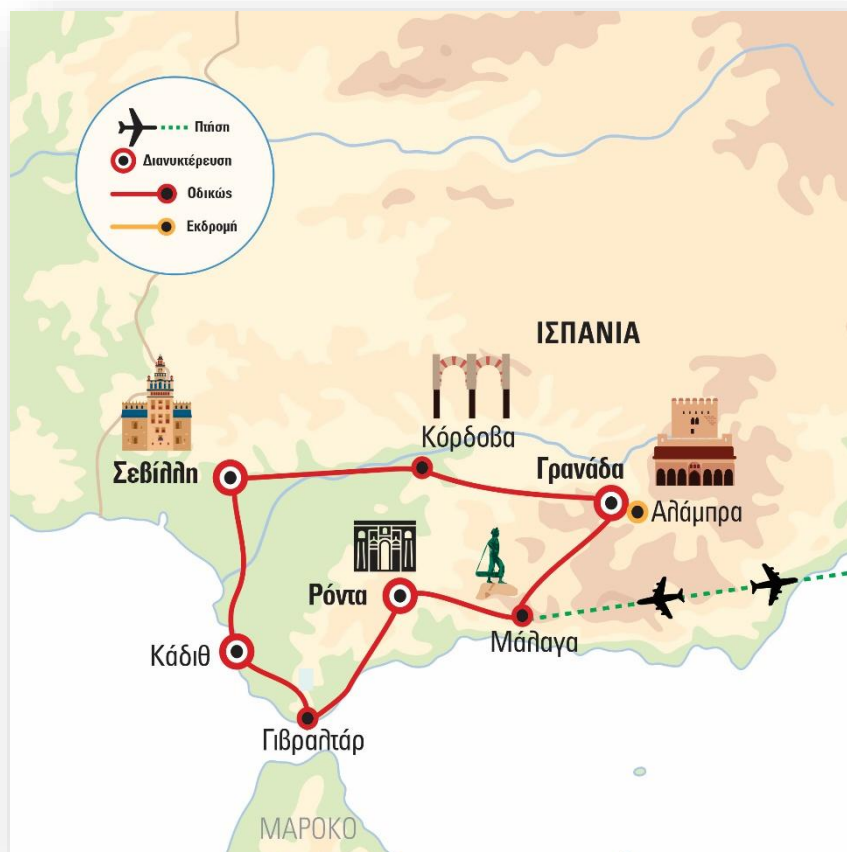 Πτήση
Διανυκτέρευση
Οδικώς
Εκδρομή
ΙΣΠΑΝΙΑ
Κόρδοβα
Σεβίλλη
Γρανάδα
Αλάμπρα
Ρόντα
Μάλαγα
Κάδιθ
Γιβραλτάρ
ΜΑΡΟΚΟ